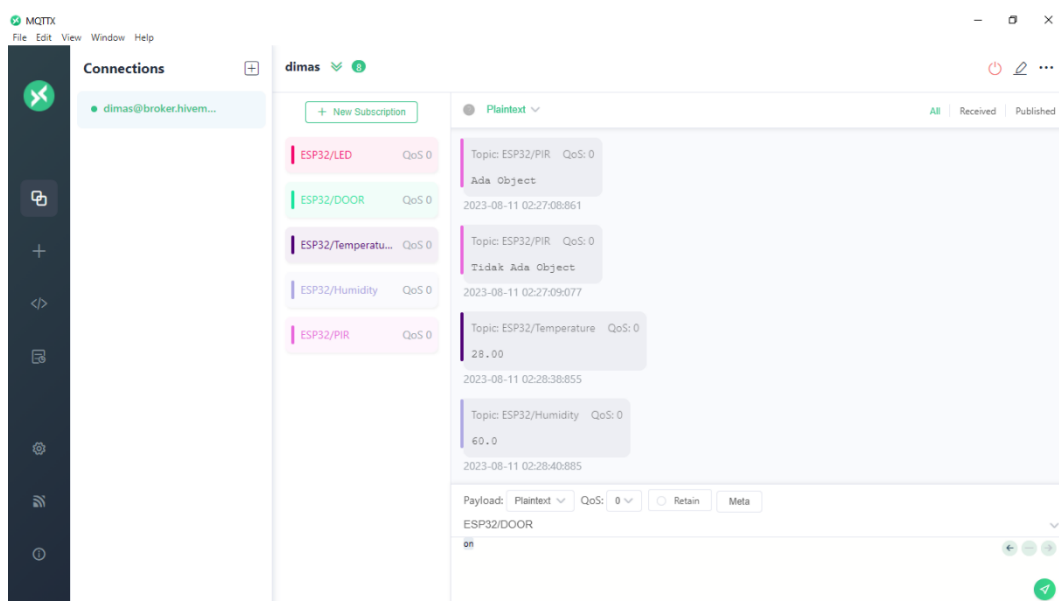 MQTTX
File Edit View Window Help
Connections
dimas@broker.hivem...
dimas 8
+ New Subscription
ESP32/LED QoS 0
ESP32/DOOR QoS 0
ESP32/Temperatu... QoS 0
ESP32/Humidity QoS 0
ESP32/PIR QoS 0
Plaintext
All Received Published
Topic: ESP32/PIR QoS: 0
Ada Object
2023-08-11 02:27:08:861
Topic: ESP32/PIR QoS: 0
Tidak Ada Object
2023-08-11 02:27:09:077
Topic: ESP32/Temperature QoS: 0
28.00
2023-08-11 02:28:38:855
Topic: ESP32/Humidity QoS: 0
60.0
2023-08-11 02:28:40:885
Payload: Plaintext QoS: 0 Retain Meta
ESP32/DOOR
on